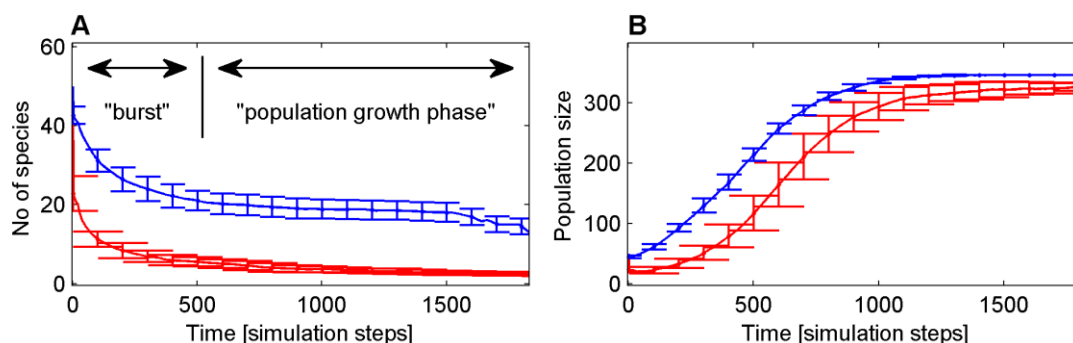 A
60
40
20
0
No of species
"burst"
"population growth phase"
0
500
1000
1500
Time [simulation steps]
B
300
200
100
0
Population size
0
500
1000
1500
Time [simulation steps]